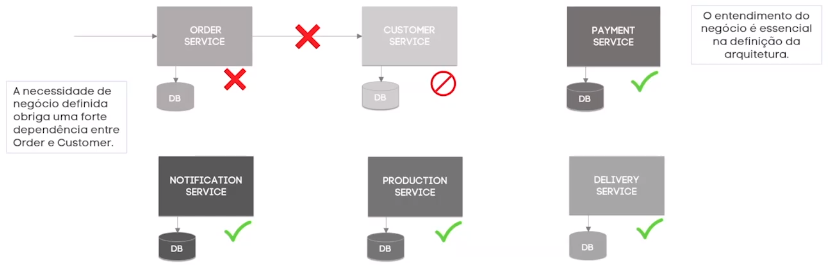 ORDER
SERVICE
CUSTOMER
SERVICE
PAYMENT
SERVICE
O entendimento do
negócio é essencial
na definição da
arquitetura.
DB
DB
DB
A necessidade de
negócio definida
obriga uma forte
dependência entre
Order e Customer.
NOTIFICATION
SERVICE
PRODUCTION
SERVICE
DELIVERY
SERVICE
DB
DB
DB